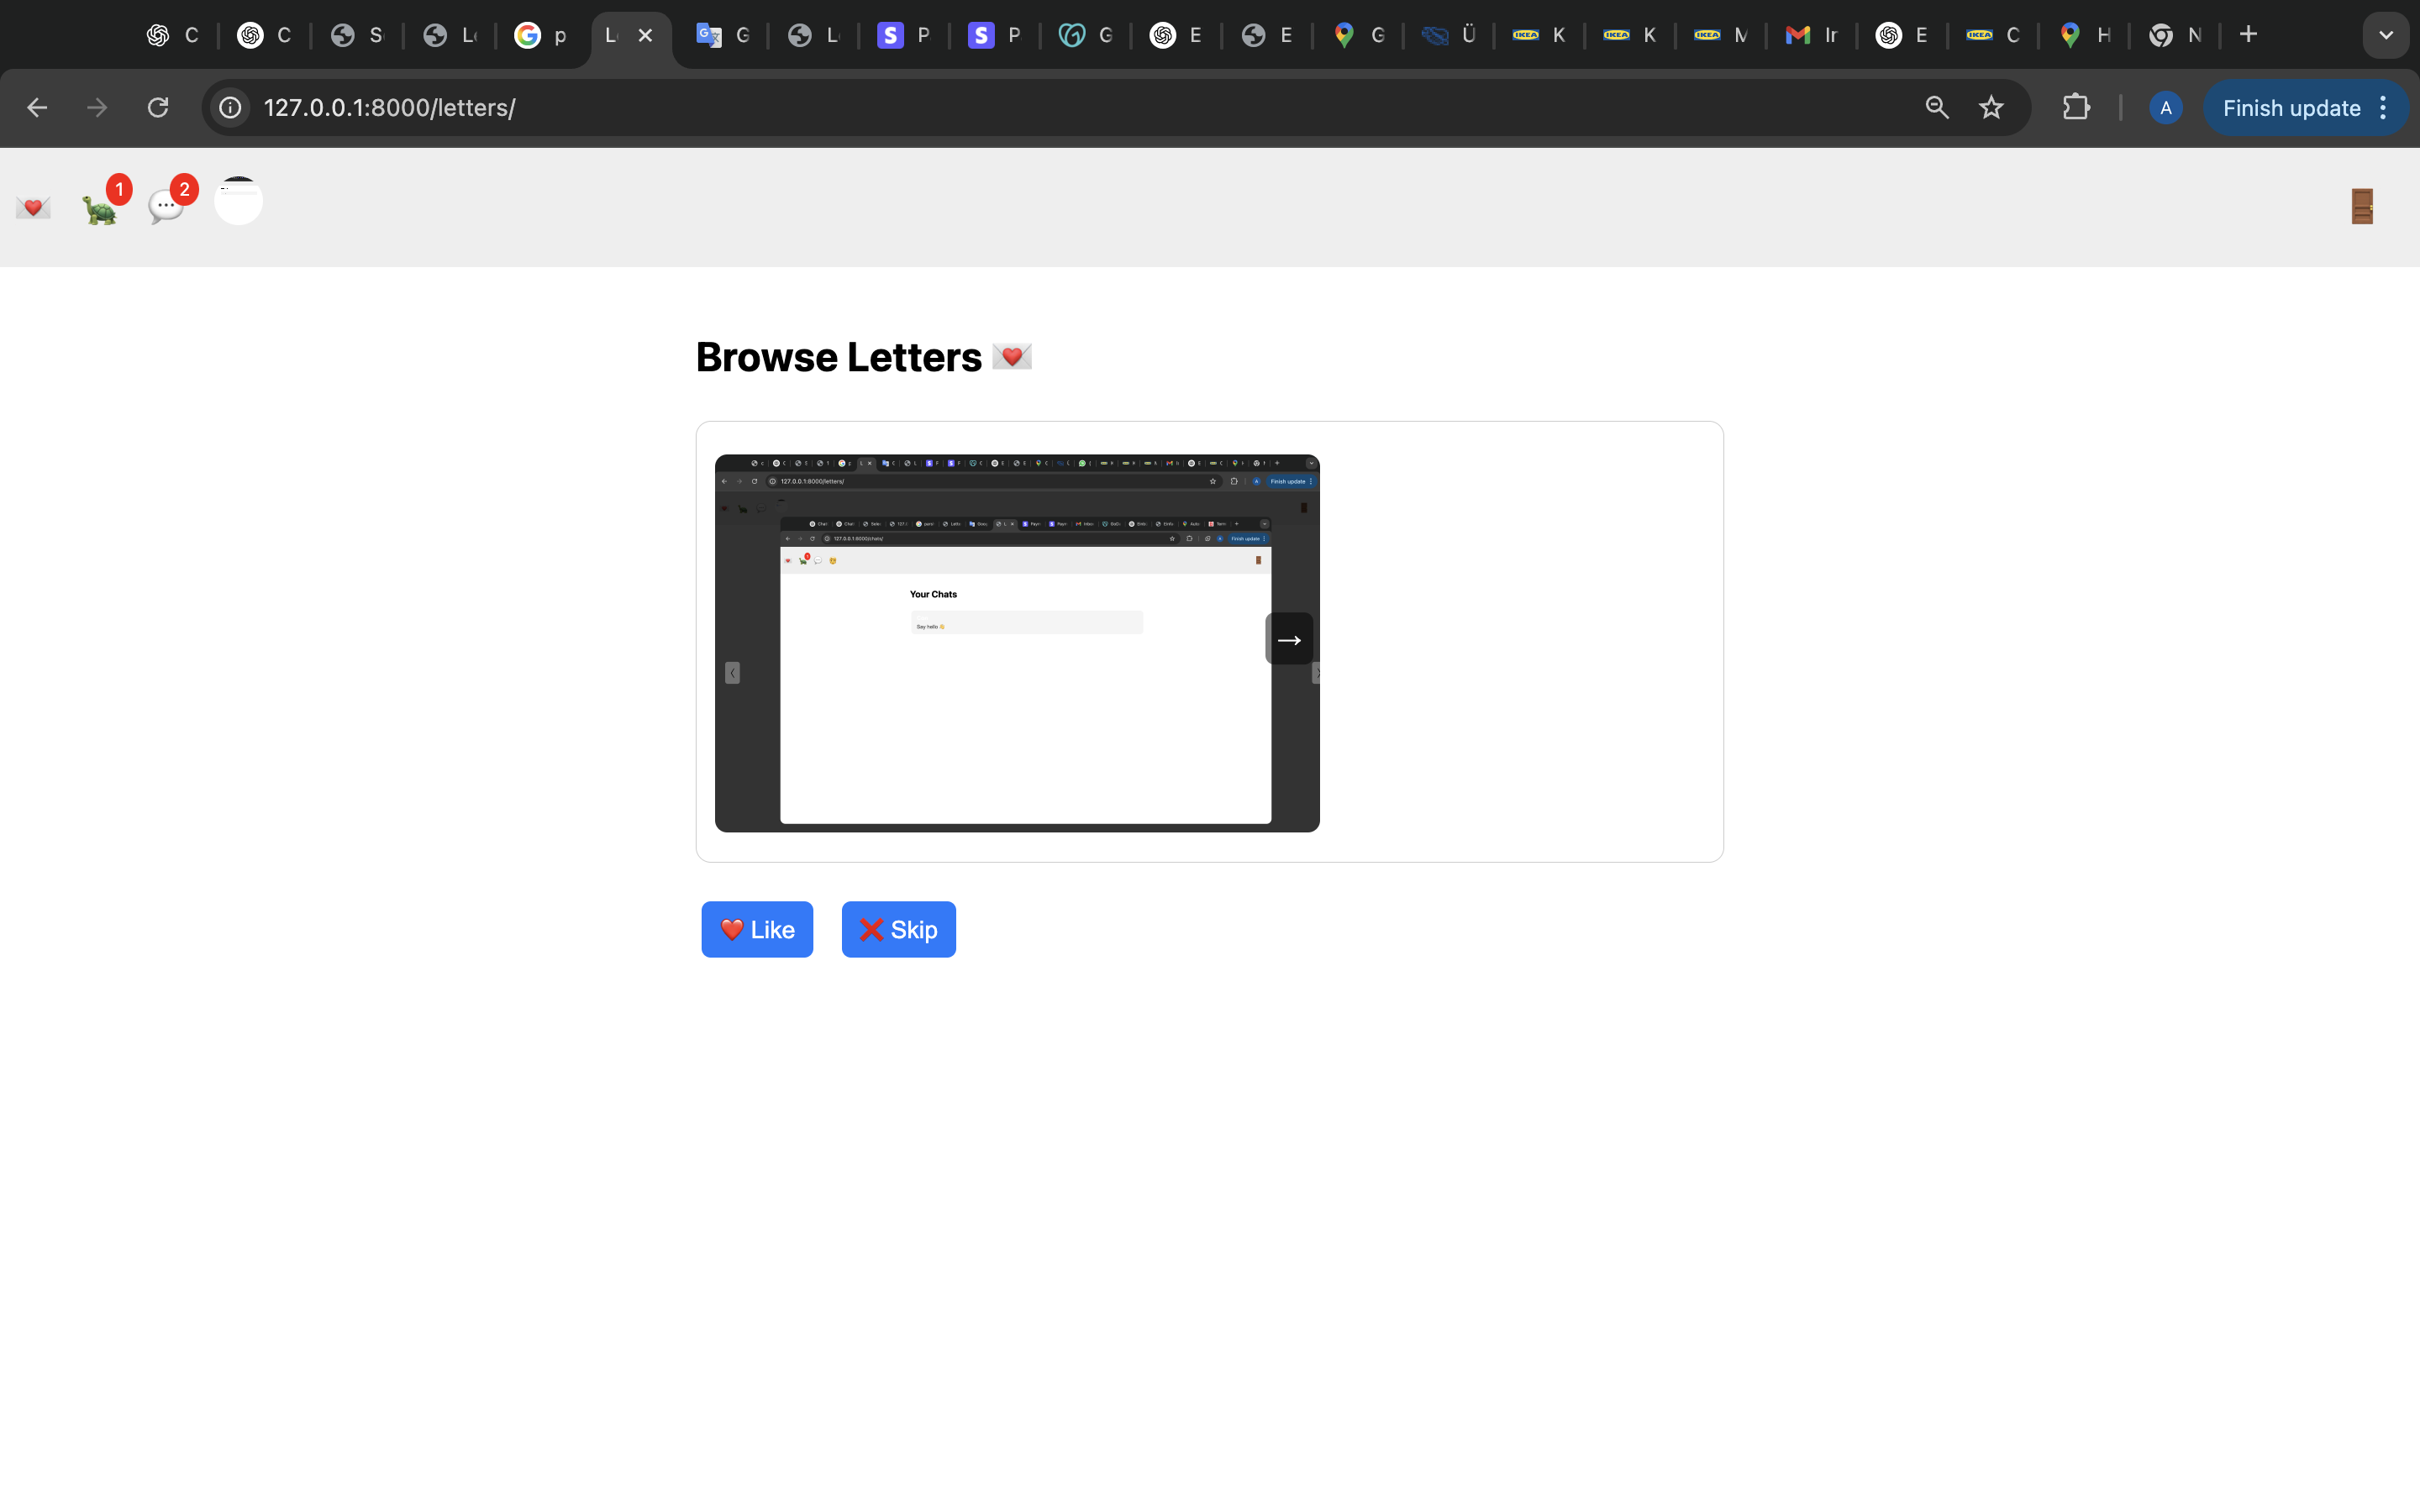 C C S L p L G L P P G E E G Ü K K M Ir E C H N
127.0.0.1:8000/letters/ A Finish update
1 2
Browse Letters
127.0.0.1:8000/letters/ Finish update
127.0.0.1:8000/chats/ Finish update
Your Chats
Say hello
→
Like Skip